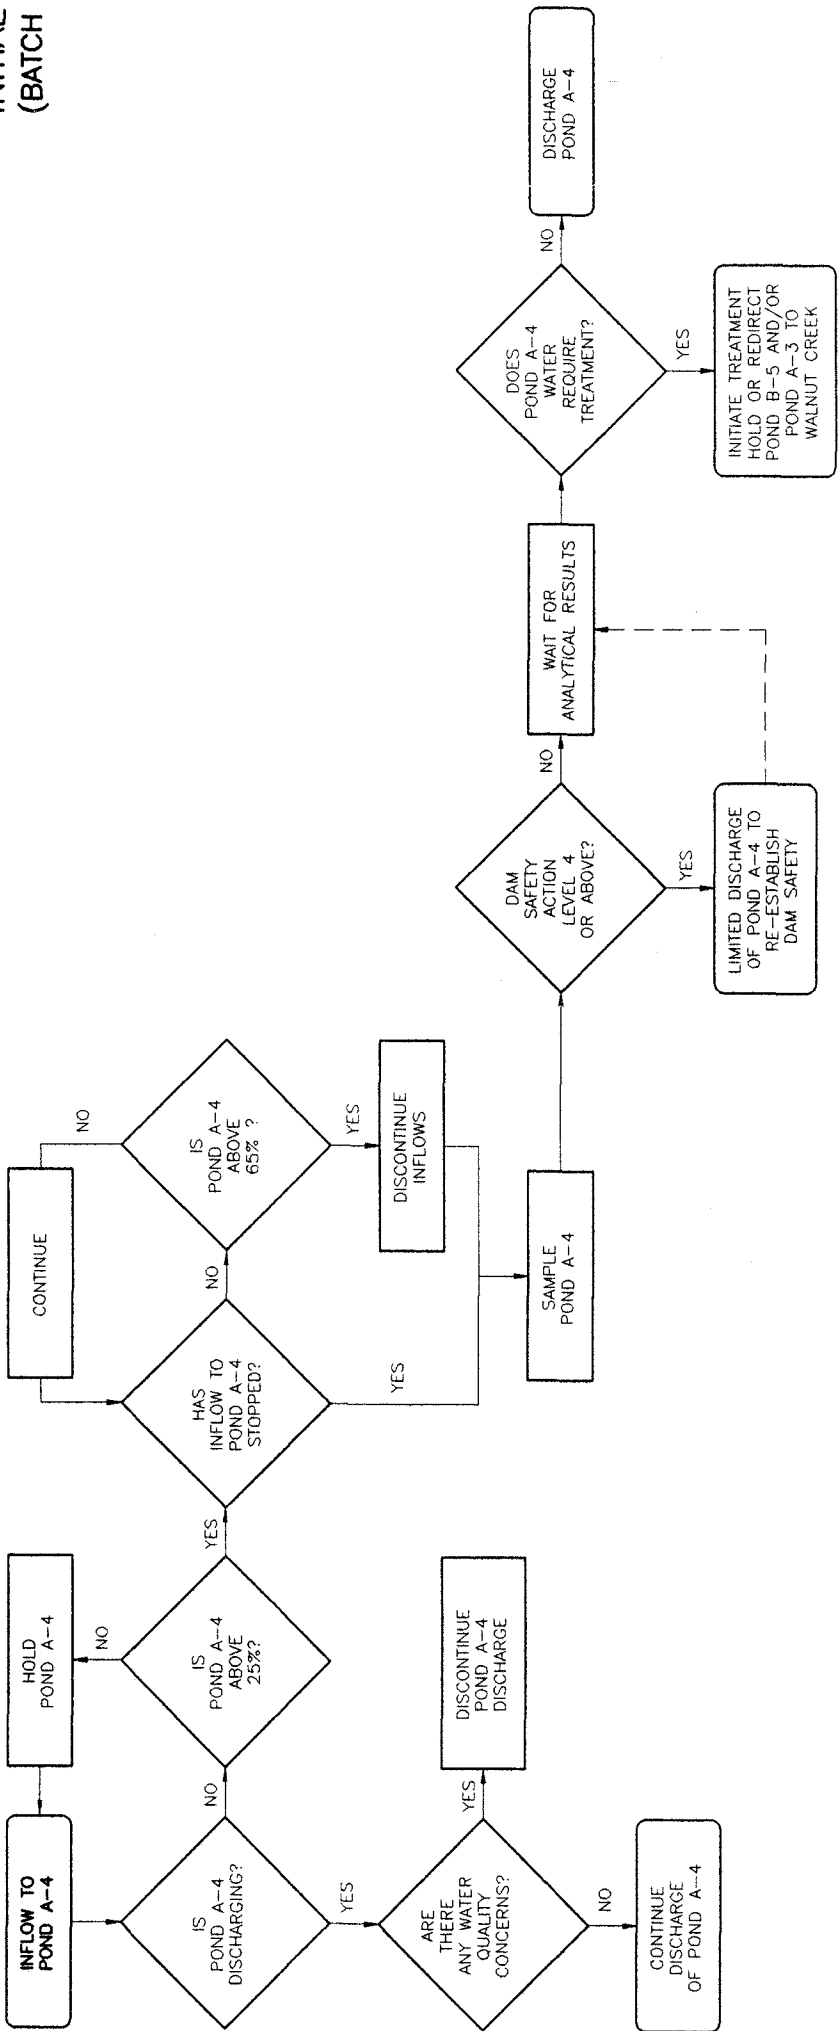 (BATCH
INFLOW TO
POND A-4
HOLD
POND A-4
CONTINUE
IS
POND A-4
DISCHARGING?
NO
IS
POND A-4
ABOVE
25%?
NO
YES
HAS
INFLOW TO
POND A-4
STOPPED?
NO
IS
POND A-4
ABOVE
65% ?
NO
YES
DISCONTINUE
INFLOWS
YES
YES
ARE
THERE
ANY WATER
QUALITY
CONCERNS?
YES
DISCONTINUE
POND A-4
DISCHARGE
NO
CONTINUE
DISCHARGE
OF POND A-4
SAMPLE
POND A-4
DAM
SAFETY
ACTION
LEVEL 4
OR ABOVE?
NO
WAIT FOR
ANALYTICAL RESULTS
DOES
POND A-4
WATER
REQUIRE
TREATMENT?
NO
DISCHARGE
POND A-4
YES
LIMITED DISCHARGE
OF POND A-4 TO
RE-ESTABLISH
DAM SAFETY
YES
INITIATE TREATMENT
HOLD OR REDIRECT
POND B-5 AND/OR
POND A-3 TO
WALNUT CREEK